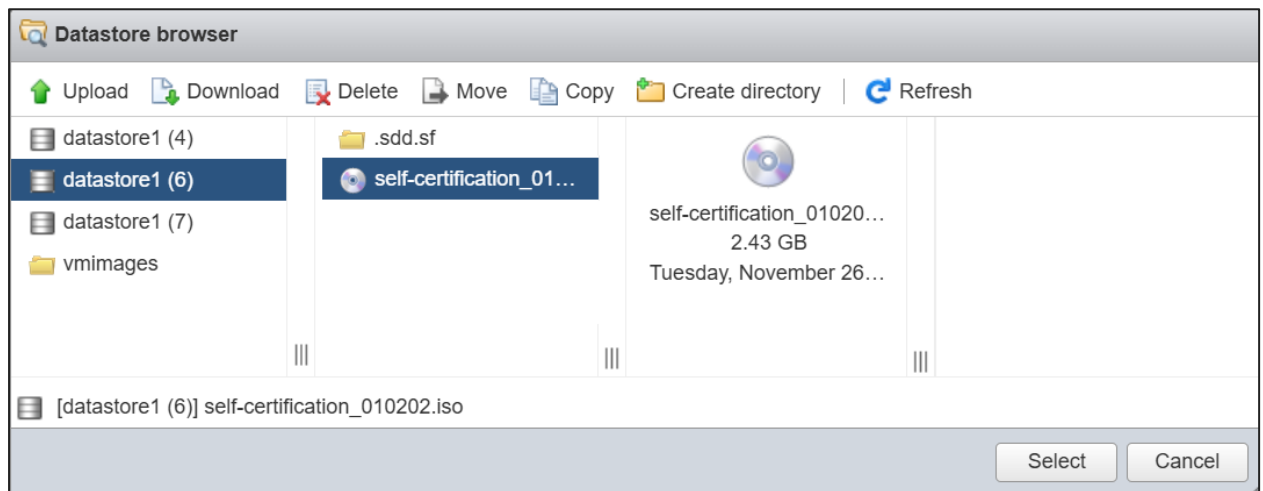 Datastore browser
Upload Download Delete Move Copy Create directory Refresh
datastore1 (4)
datastore1 (6)
datastore1 (7)
vmimages
.sdd.sf
self-certification_01...
self-certification_01020...
2.43 GB
Tuesday, November 26...
[datastore1 (6)] self-certification_010202.iso
Select Cancel